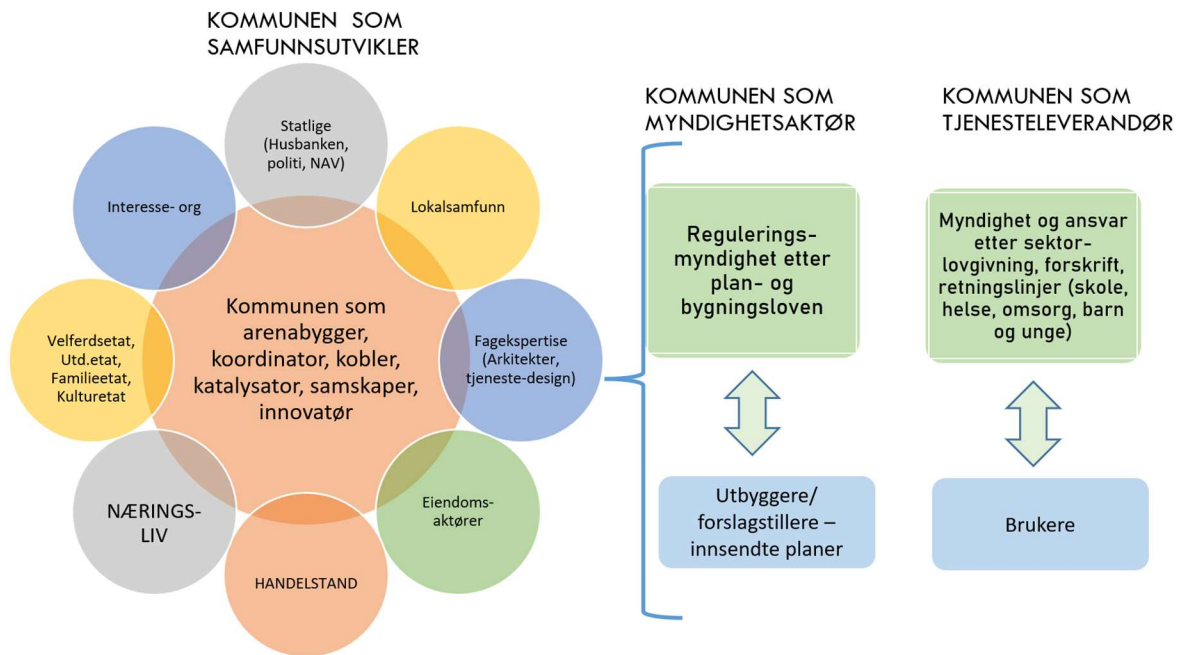 KOMMUNEN SOM
SAMFUNNSUTVIKLER
Statlige
(Husbanken,
politi, NAV)
Interesse- org
Lokalsamfunn
Velferdsetat,
Utd.etat,
Familieetat,
Kulturetat
Kommunen som
arenabygger,
koordinator, kobler,
katalysator, samskaper,
innovatør
Fagekspertise
(Arkitekter,
tjeneste-design)
NÆRINGS-
LIV
HANDELSTAND
Eiendoms-
aktører
KOMMUNEN SOM
MYNDIGHETSAKTØR
Regulerings-
myndighet etter
plan- og
bygningsloven
Utbyggere/
forslagstillere –
innsendte planer
KOMMUNEN SOM
TJENESTELEVERANDØR
Myndighet og ansvar
etter sektor-
lovgivning, forskrift,
retningslinjer (skole,
helse, omsorg, barn
og unge)
Brukere